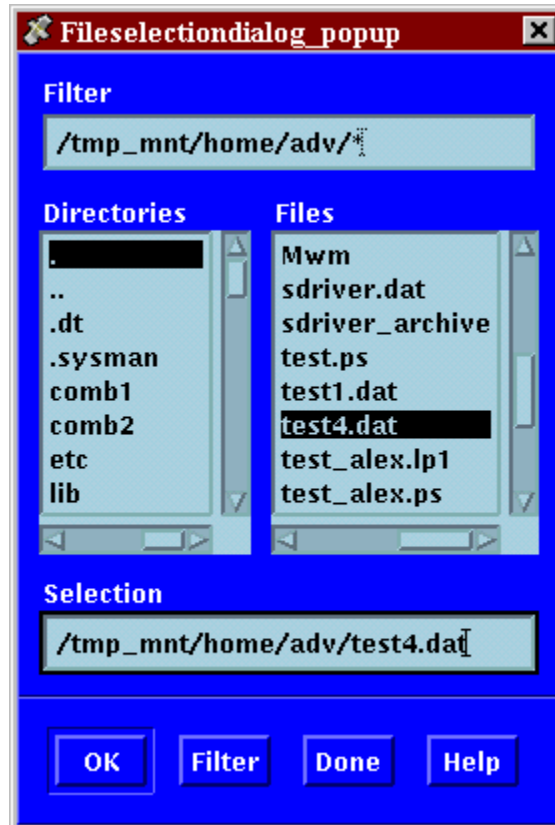 Fileselectiondialog_popup
Filter
/tmp_mnt/home/adv/*
Directories
.
..
.dt
.sysman
comb1
comb2
etc
lib
Files
Mwm
sdriver.dat
sdriver_archive
test.ps
test1.dat
test4.dat
test_alex.lp1
test_alex.ps
Selection
/tmp_mnt/home/adv/test4.dat
OK
Filter
Done
Help